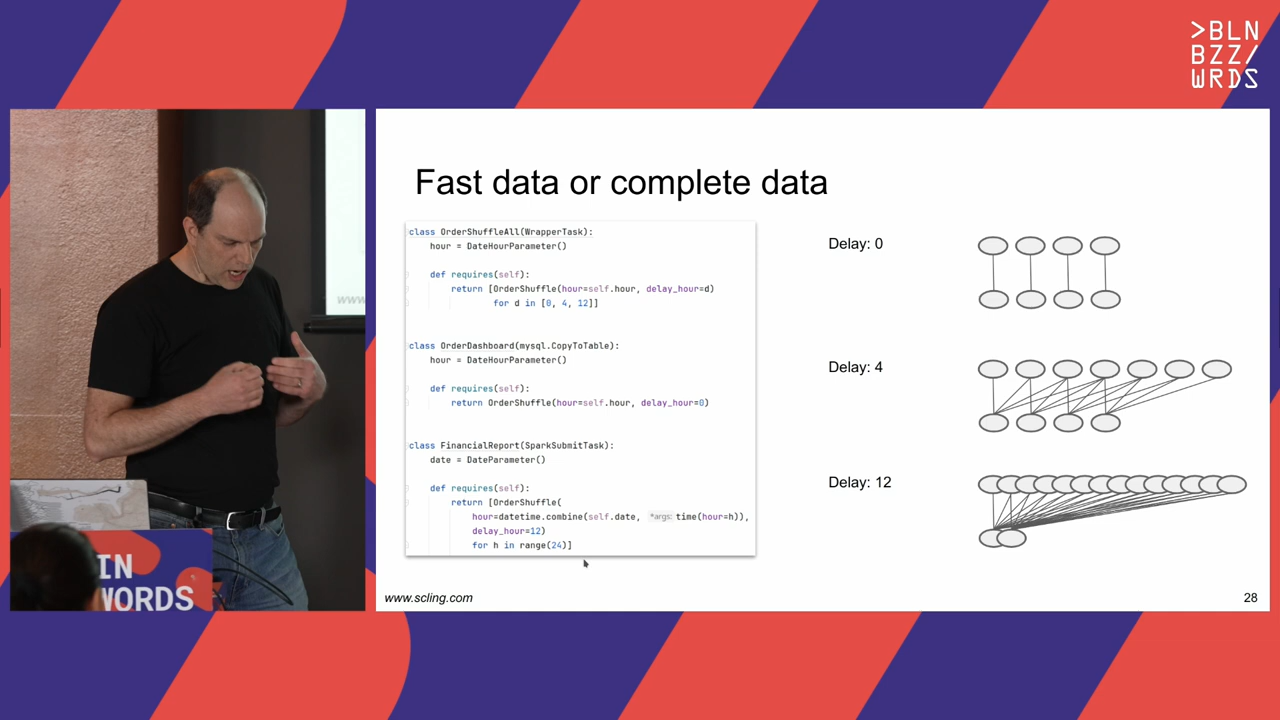 >BLN
BZZ/
WRDS
Fast data or complete data
class OrderShuffleAll(WrapperTask):
hour = DateHourParameter()
def requires(self):
return [OrderShuffle(hour=self.hour, delay_hour=d)
for d in [0, 4, 12]]
class OrderDashboard(mysql.CopyToTable):
hour = DateHourParameter()
def requires(self):
return OrderShuffle(hour=self.hour, delay_hour=0)
class FinancialReport(SparkSubmitTask):
date = DateParameter()
def requires(self):
return [OrderShuffle(
hour=datetime.combine(self.date, *args: time(hour=h)),
delay_hour=12)
for h in range(24)]
Delay: 0
Delay: 4
Delay: 12
www.scling.com
28
www
IN
WORDS